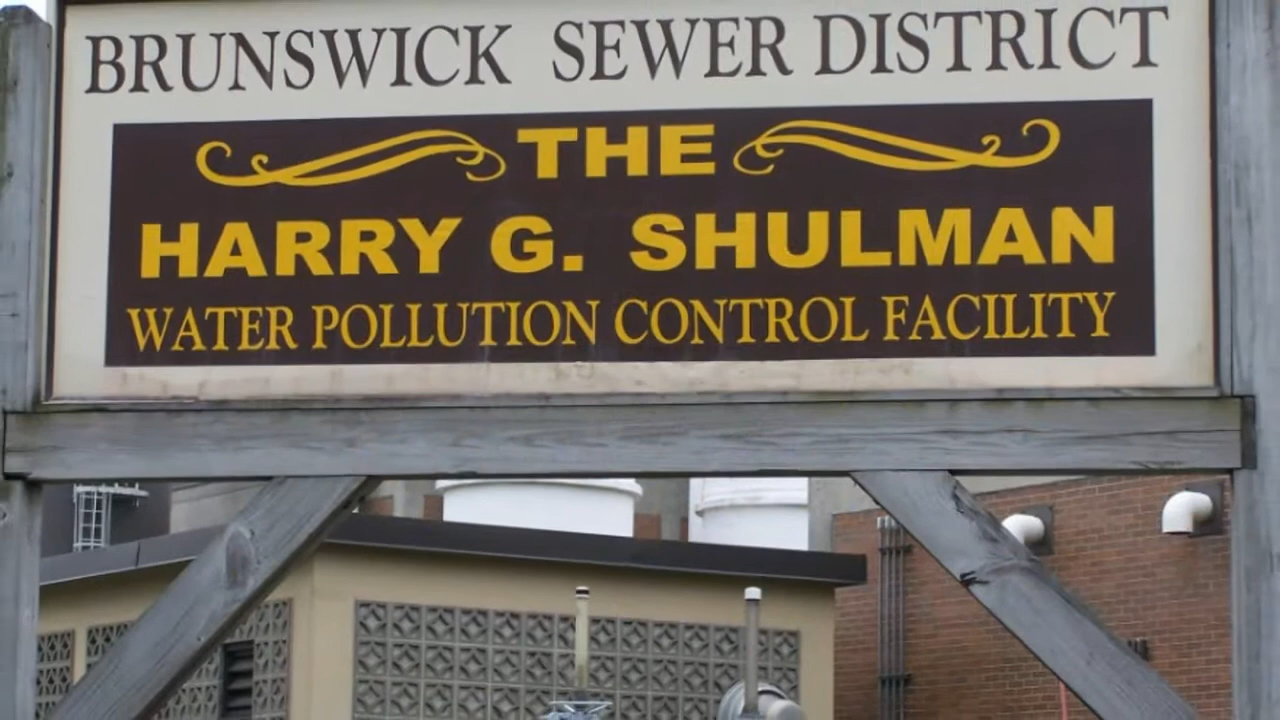 BRUNSWICK SEWER DISTRICT
THE
HARRY G. SHULMAN
WATER POLLUTION CONTROL FACILITY